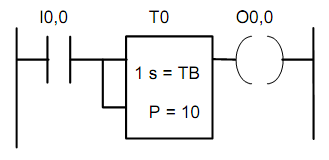 I0,0 T0 O0,0
1 s = TB
P = 10